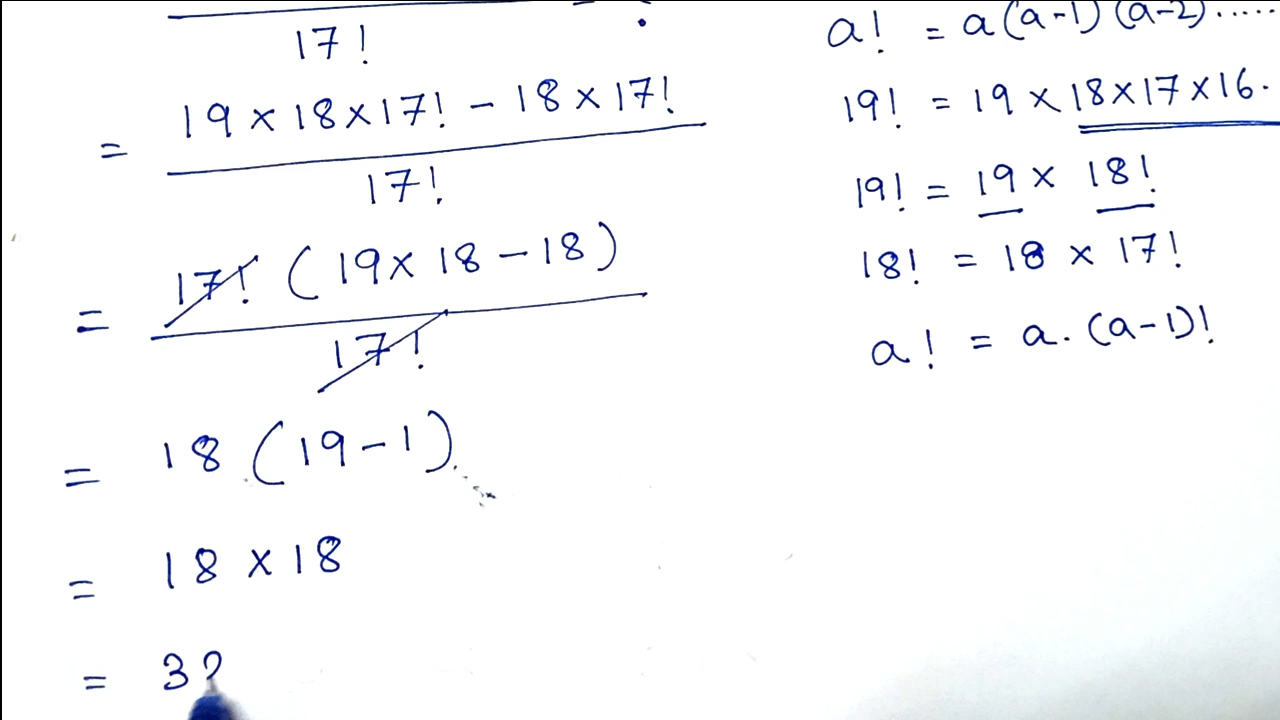 17!
= 19 × 18 × 17! − 18 × 17!
17!
= 17! (19 × 18 − 18)
17!
= 18 (19 − 1)
= 18 × 18
= 32
a! = a(a−1)(a−2).....
19! = 19 × 18×17×16.
19! = 19 × 18!
18! = 18 × 17!
a! = a.(a−1)!